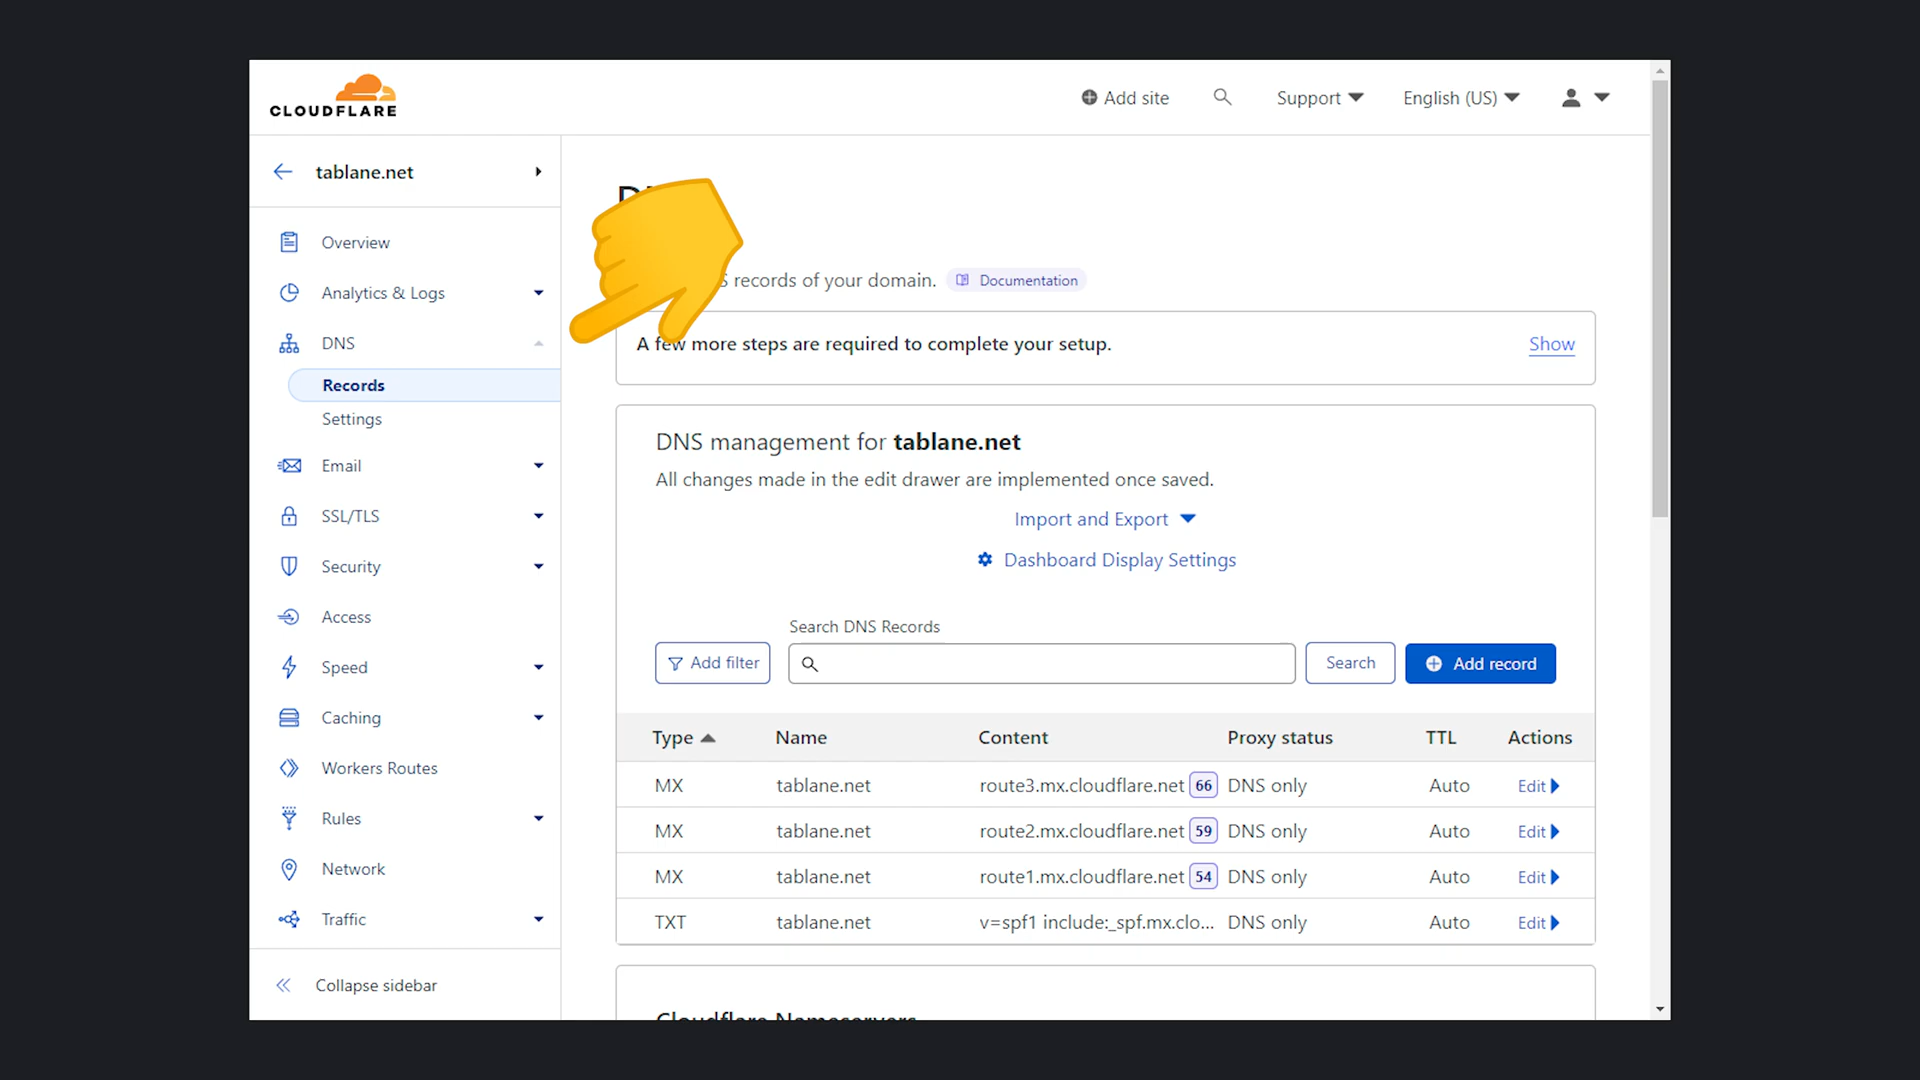 CLOUDFLARE
Add site
Support
English (US)
tablane.net
Overview
Analytics & Logs
DNS
Records
Settings
Email
SSL/TLS
Security
Access
Speed
Caching
Workers Routes
Rules
Network
Traffic
Collapse sidebar
records of your domain. Documentation
A few more steps are required to complete your setup. Show
DNS management for tablane.net
All changes made in the edit drawer are implemented once saved.
Import and Export
Dashboard Display Settings
Search DNS Records
Add filter Search Add record
Type Name Content Proxy status TTL Actions
MX tablane.net route3.mx.cloudflare.net 66 DNS only Auto Edit
MX tablane.net route2.mx.cloudflare.net 59 DNS only Auto Edit
MX tablane.net route1.mx.cloudflare.net 54 DNS only Auto Edit
TXT tablane.net v=spf1 include:_spf.mx.clo... DNS only Auto Edit
Cloudflare Nameservers